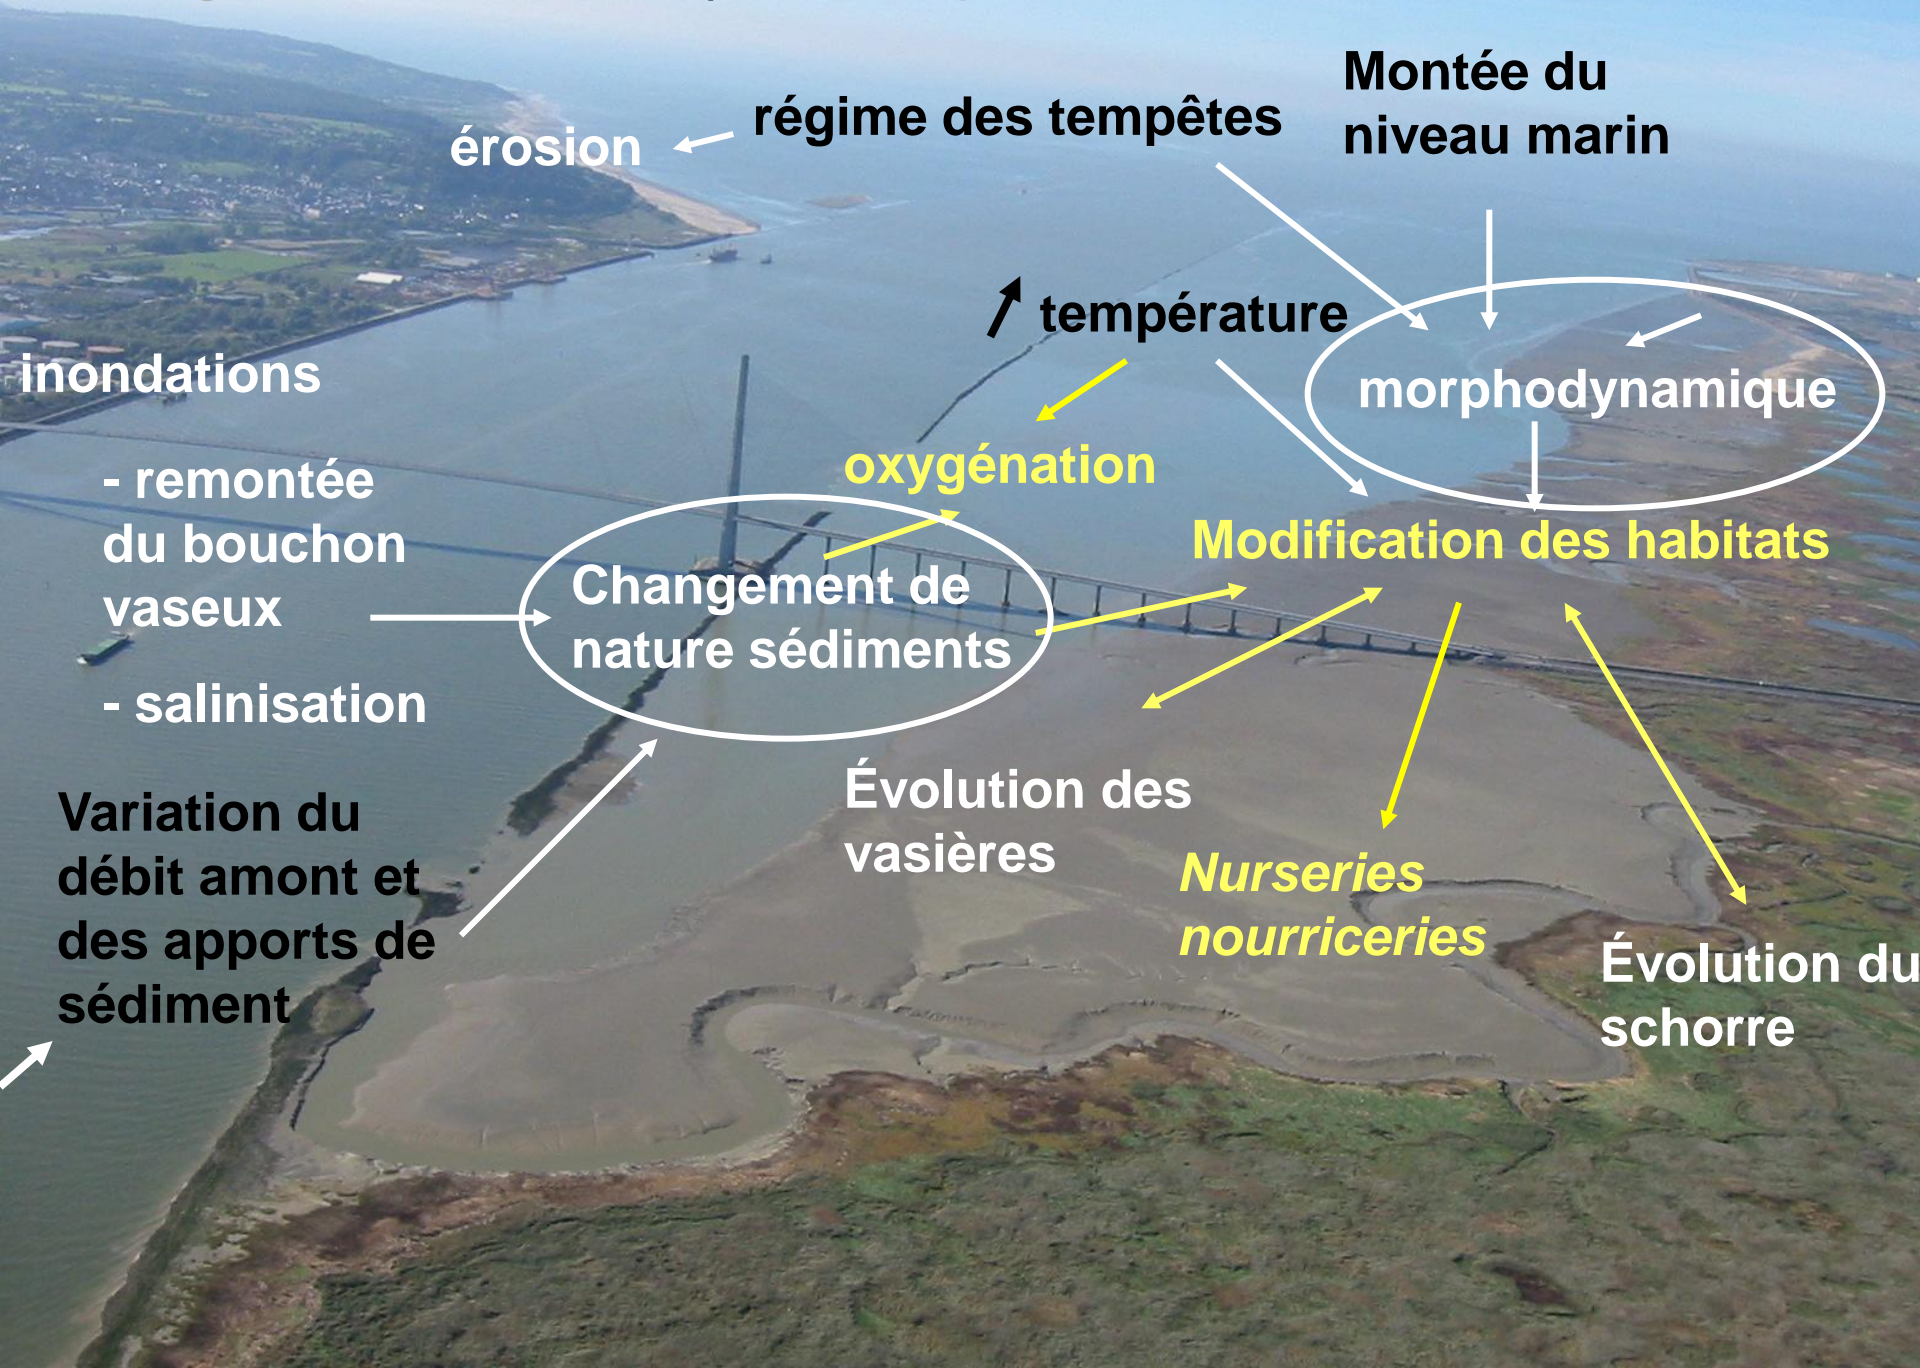 Montée du
niveau marin
régime des tempêtes
érosion
température
inondations
morphodynamique
oxygénation
- remontée
du bouchon
vaseux
Modification des habitats
Changement de
nature sédiments
- salinisation
Évolution des
vasières
Variation du
débit amont et
des apports de
sédiment
Nurseries
nourriceries
Évolution du
schorre